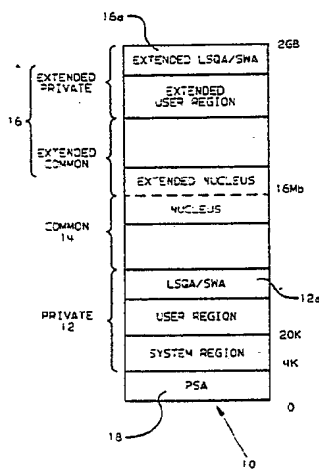 16a
2GB
EXTENDED LSQA/SWA
EXTENDED
PRIVATE
EXTENDED
USER REGION
16
EXTENDED
COMMON
EXTENDED NUCLEUS
16Mb
NUCLEUS
COMMON
14
LSQA/SWA
12a
PRIVATE
12
USER REGION
20K
SYSTEM REGION
4K
PSA
0
18
10